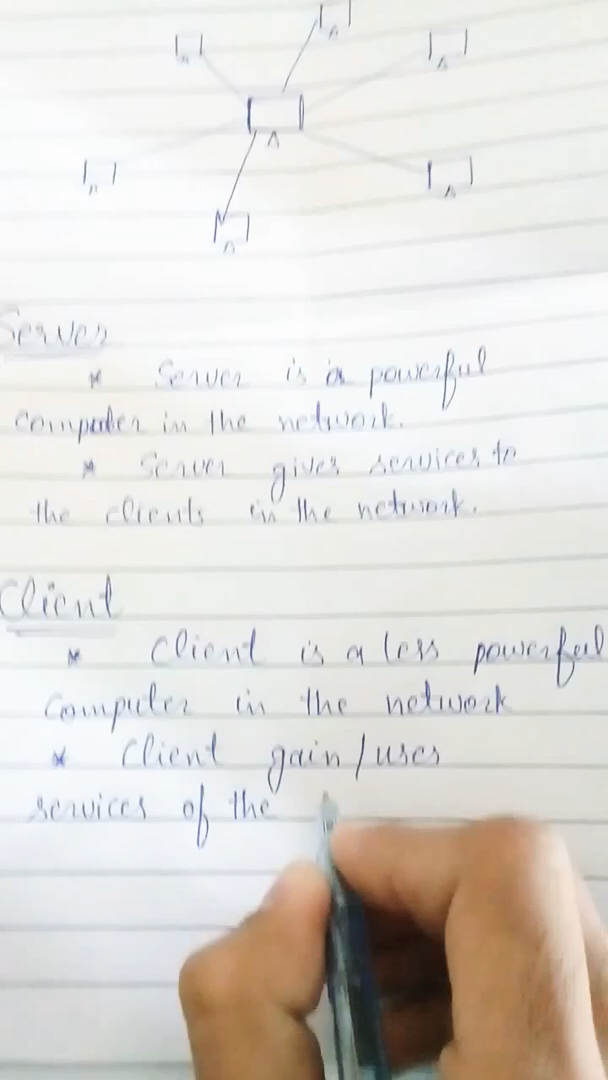 Server
* Server is a powerful
computer in the network.
* Server gives services to
the clients in the network.
Client
* Client is a less powerful
computer in the network
* Client gain/uses
services of the